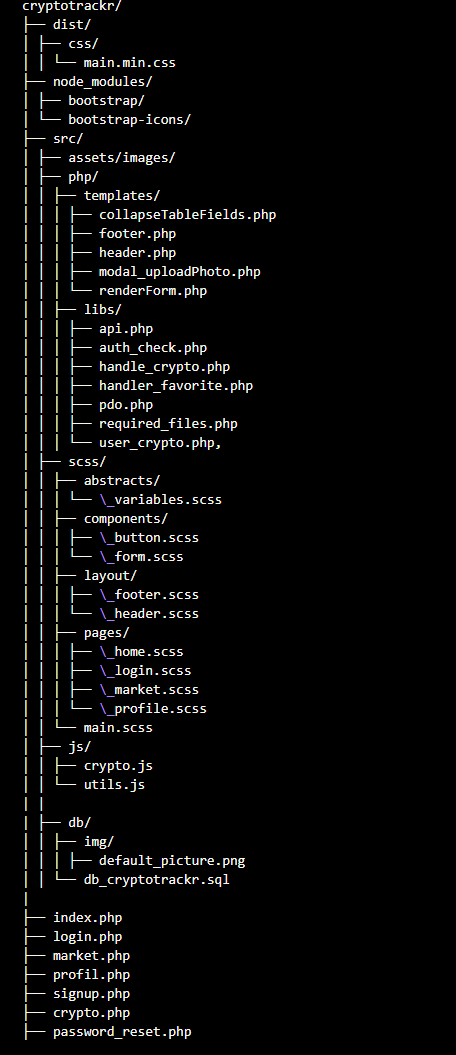 cryptotrackr/
├── dist/
│ ├── css/
│ │ └── main.min.css
├── node_modules/
│ ├── bootstrap/
│ └── bootstrap-icons/
├── src/
│ ├── assets/images/
│ ├── php/
│ │ ├── templates/
│ │ │ ├── collapseTableFields.php
│ │ │ ├── footer.php
│ │ │ ├── header.php
│ │ │ ├── modal_uploadPhoto.php
│ │ │ └── renderForm.php
│ │ ├── libs/
│ │ │ ├── api.php
│ │ │ ├── auth_check.php
│ │ │ ├── handle_crypto.php
│ │ │ ├── handler_favorite.php
│ │ │ ├── pdo.php
│ │ │ ├── required_files.php
│ │ │ └── user_crypto.php,
│ ├── scss/
│ │ ├── abstracts/
│ │ │ └── \_variables.scss
│ │ ├── components/
│ │ │ ├── \_button.scss
│ │ │ └── \_form.scss
│ │ ├── layout/
│ │ │ ├── \_footer.scss
│ │ │ └── \_header.scss
│ │ ├── pages/
│ │ │ ├── \_home.scss
│ │ │ ├── \_login.scss
│ │ │ ├── \_market.scss
│ │ │ └── \_profile.scss
│ │ └── main.scss
│ ├── js/
│ │ ├── crypto.js
│ │ └── utils.js
│ │
│ ├── db/
│ │ ├── img/
│ │ │ ├── default_picture.png
│ │ └── db_cryptotrackr.sql
│
├── index.php
├── login.php
├── market.php
├── profil.php
├── signup.php
├── crypto.php
├── password_reset.php